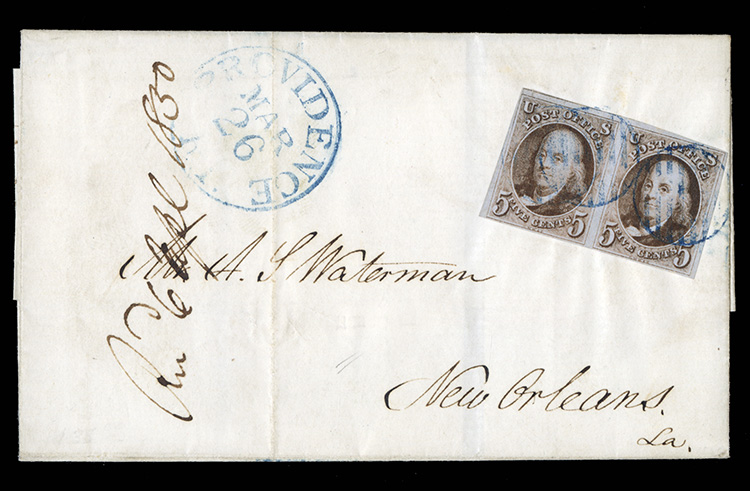 PROVIDENCE
MAR
26
U S
POST OFFICE
5 FIVE CENTS 5
U S
POST OFFICE
5 FIVE CENTS 5
A. S. Waterman
New Orleans.
La.
1850